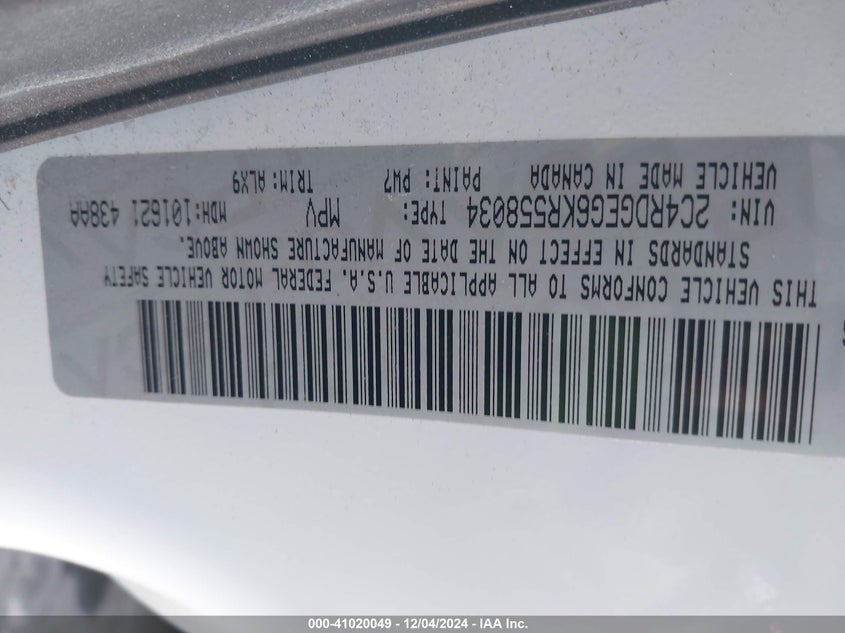 THIS VEHICLE CONFORMS TO ALL APPLICABLE U.S.A. FEDERAL MOTOR VEHICLE SAFETY
STANDARDS IN EFFECT ON THE DATE OF MANUFACTURE SHOWN ABOVE.
VIN: 2C4RDGEG6KR558034 TYPE: MPV MDH:101621 438AA
VEHICLE MADE IN CANADA PAINT: PW7 TRIM:ALX9
000-41020049 - 12/04/2024 - IAA Inc.